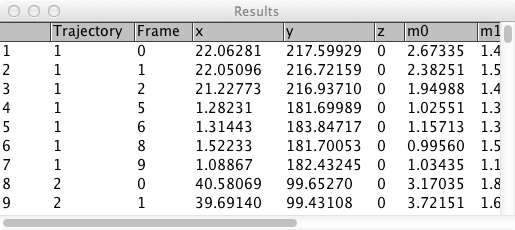 Results
Trajectory Frame x y z m0 m1
1 1 0 22.06281 217.59929 0 2.67335 1.4
2 1 1 22.05096 216.72159 0 2.38251 1.5
3 1 2 21.22773 216.93710 0 1.94988 1.4
4 1 5 1.28231 181.69989 0 1.02551 1.3
5 1 6 1.31443 183.84717 0 1.15713 1.3
6 1 8 1.52233 181.70053 0 0.99560 1.5
7 1 9 1.08867 182.43245 0 1.03435 1.1
8 2 0 40.58069 99.65270 0 3.17035 1.8
9 2 1 39.69140 99.43108 0 3.72151 1.6